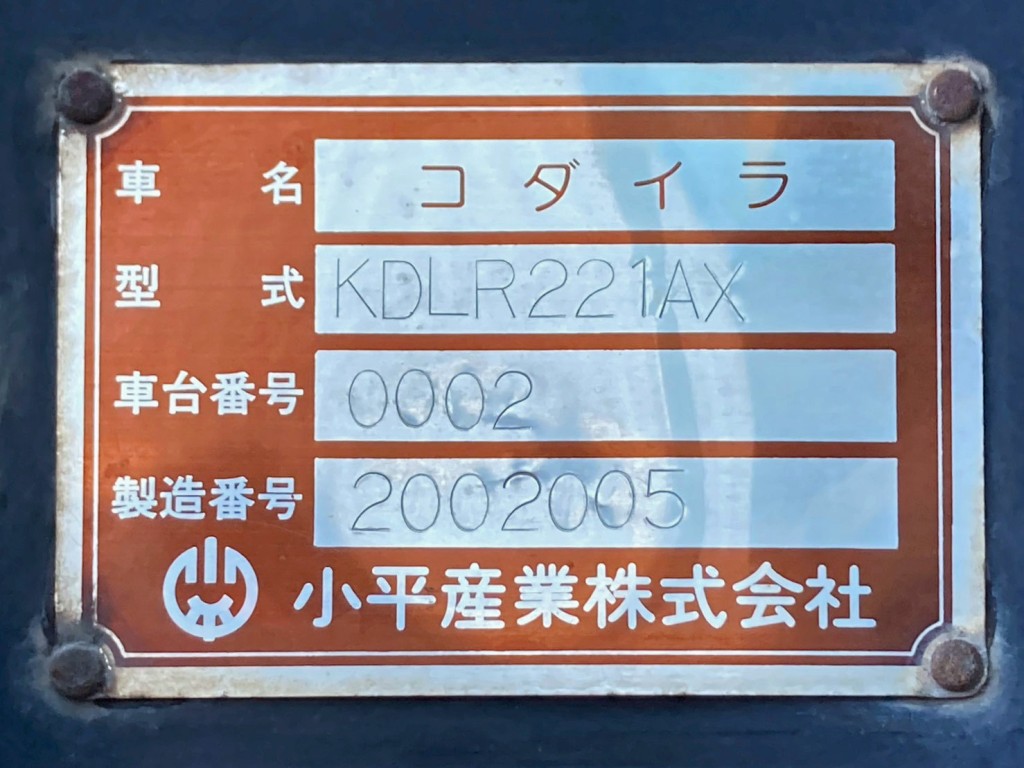 車名 コダイラ
型式 KDLR221AX
車台番号 0002
製造番号 2002005
小平産業株式会社